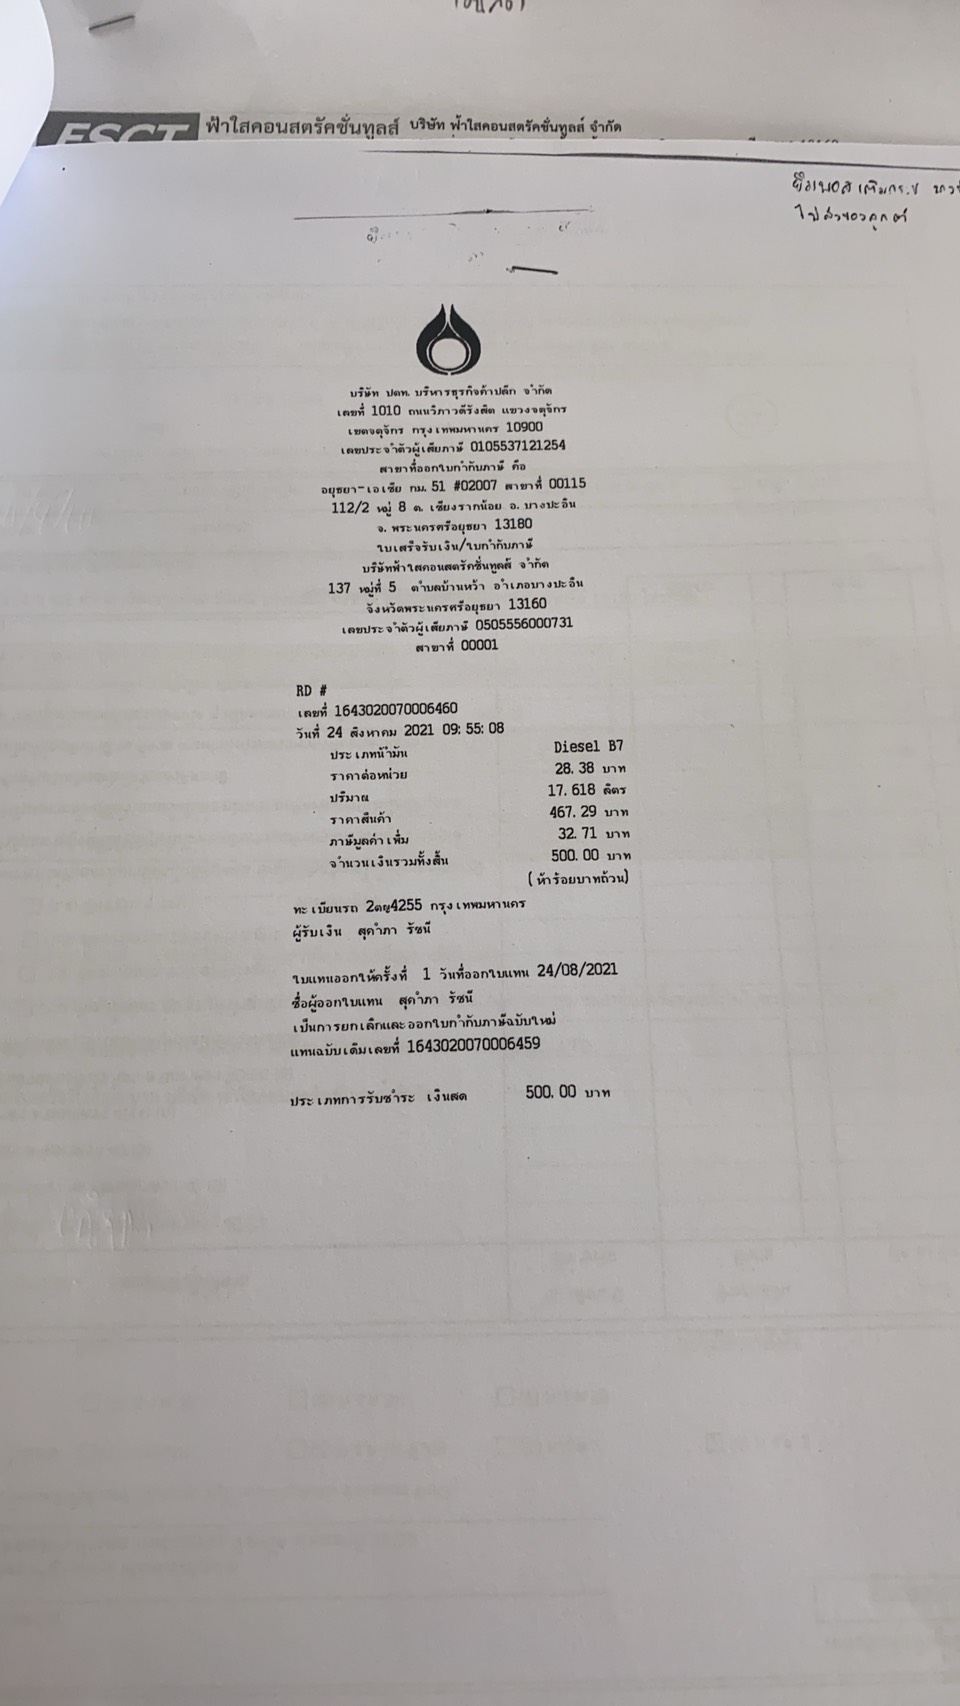 FSCT ฟ้าใสคอนสตรัคชั่นทูลส์ บริษัท ฟ้าใสคอนสตรัคชั่นทูลส์ จำกัด
บริษัท ปตท. บริหารธุรกิจค้าปลีก จำกัด
เลขที่ 1010 ถนนวิภาวดีรังสิต แขวงจตุจักร
เขตจตุจักร กรุงเทพมหานคร 10900
เลขประจำตัวผู้เสียภาษี 0105537121254
สาขาที่ออกใบกำกับภาษี คือ
อยุธยา-เอเซีย กม. 51 #02007 สาขาที่ 00115
112/2 หมู่ 8 ต. เชียงรากน้อย อ. บางปะอิน
จ. พระนครศรีอยุธยา 13180
ใบเสร็จรับเงิน/ใบกำกับภาษี
บริษัทฟ้าใสคอนสตรัคชั่นทูลส์ จำกัด
137 หมู่ที่ 5 ตำบลบ้านหว้า อำเภอบางปะอิน
จังหวัดพระนครศรีอยุธยา 13160
เลขประจำตัวผู้เสียภาษี 0505556000731
สาขาที่ 00001
RD #
เลขที่ 1643020070006460
วันที่ 24 สิงหาคม 2021 09:55:08
ประเภทน้ำมัน Diesel B7
ราคาต่อหน่วย 28.38 บาท
ปริมาณ 17.618 ลิตร
ราคาสินค้า 467.29 บาท
ภาษีมูลค่าเพิ่ม 32.71 บาท
จำนวนเงินรวมทั้งสิ้น 500.00 บาท
(ห้าร้อยบาทถ้วน)
ทะเบียนรถ 2ฒญ4255 กรุงเทพมหานคร
ผู้รับเงิน สุดำภา รัชนี
ใบแทนออกให้ครั้งที่ 1 วันที่ออกใบแทน 24/08/2021
ชื่อผู้ออกใบแทน สุดำภา รัชนี
เป็นการยกเลิกและออกใบกำกับภาษีฉบับใหม่
แทนฉบับเดิมเลขที่ 1643020070006459
ประเภทการรับชำระ เงินสด 500.00 บาท